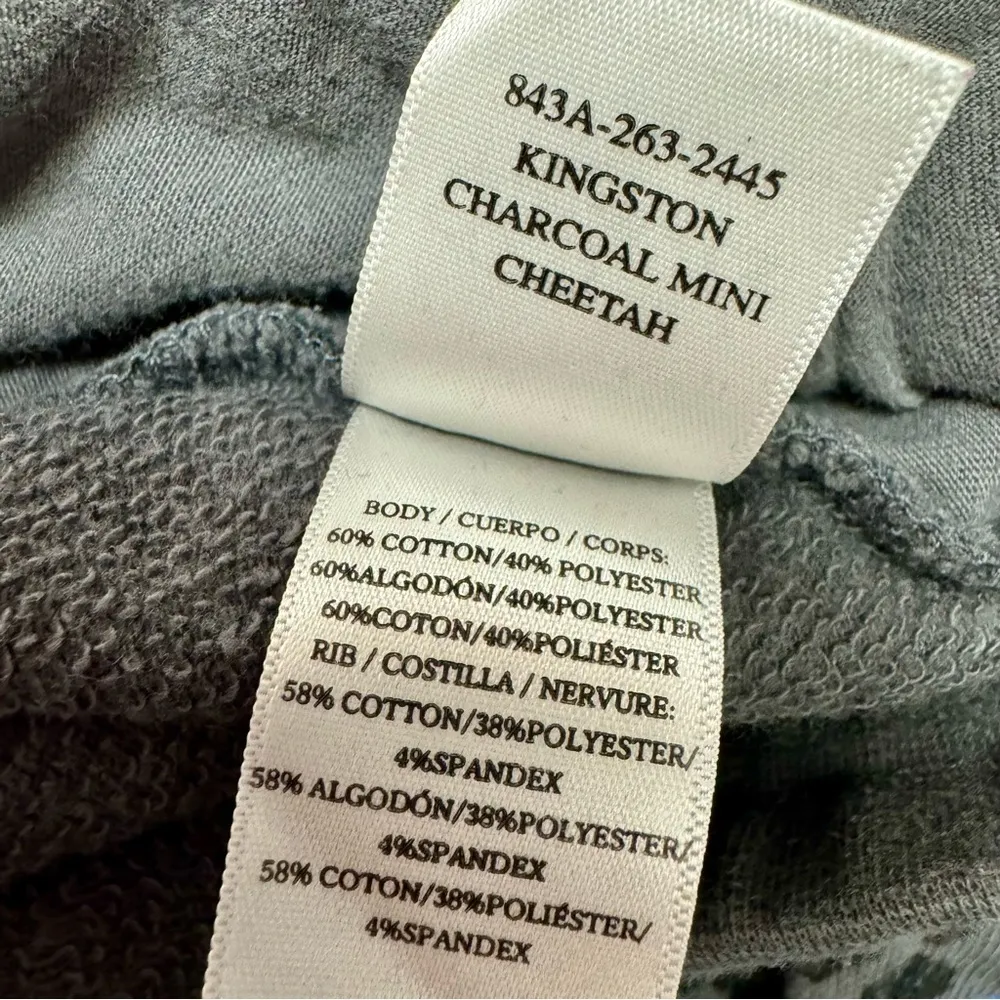 843A-263-2445
KINGSTON
CHARCOAL MINI
CHEETAH
BODY / CUERPO / CORPS:
60% COTTON/40% POLYESTER
60%ALGODÓN/40%POLYESTER
60%COTON/40%POLIÉSTER
RIB / COSTILLA / NERVURE:
58% COTTON/38%POLYESTER/
4%SPANDEX
58% ALGODÓN/38%POLYESTER/
4%SPANDEX
58% COTON/38%POLIÉSTER/
4%SPANDEX